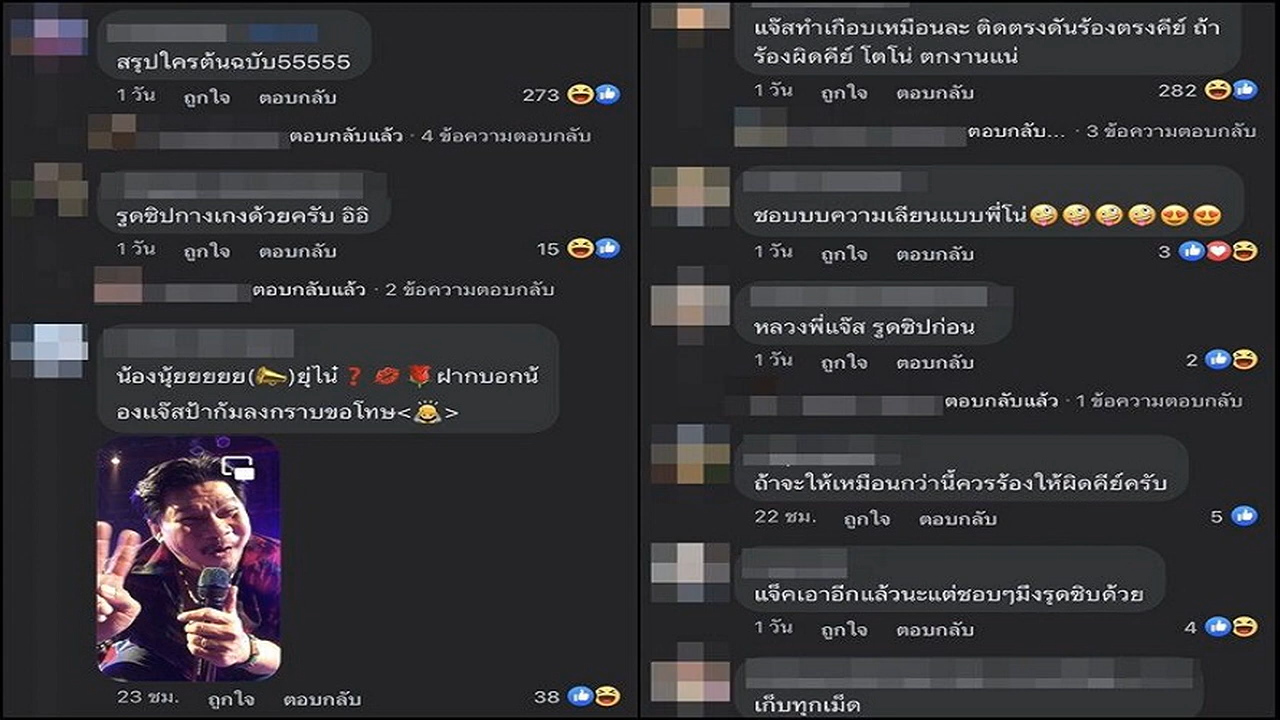 สรุปใครต้นฉบับ55555
1 วัน ถูกใจ ตอบกลับ 273
ตอบกลับแล้ว · 4 ข้อความตอบกลับ
รูดซิปกางเกงด้วยครับ อิอิ
1 วัน ถูกใจ ตอบกลับ 15
ตอบกลับแล้ว · 2 ข้อความตอบกลับ
น้องนุ้ยยยยย(📣)ยุ่ไน๋❓💋🌹ฝากบอกน้
องแจ๊สป้าก้มลงกราบขอโทษ<🙇>
23 ชม. ถูกใจ ตอบกลับ 38
แจ๊สทำเกือบเหมือนละ ติดตรงดันร้องตรงคีย์ ถ้า
ร้องผิดคีย์ โตโน่ ตกงานแน่
1 วัน ถูกใจ ตอบกลับ 282
ตอบกลับ... · 3 ข้อความตอบกลับ
ชอบบบความเลียนแบบพี่โน่🤪🤪🤪🤪😍😍
1 วัน ถูกใจ ตอบกลับ 3
หลวงพี่แจ๊ส รูดซิปก่อน
1 วัน ถูกใจ ตอบกลับ 2
ตอบกลับแล้ว · 1 ข้อความตอบกลับ
ถ้าจะให้เหมือนกว่านี้ควรร้องให้ผิดคีย์ครับ
22 ชม. ถูกใจ ตอบกลับ 5
แจ็คเอาอีกแล้วนะแต่ชอบๆมึงรูดซิบด้วย
1 วัน ถูกใจ ตอบกลับ 4
เก็บทุกเม็ด